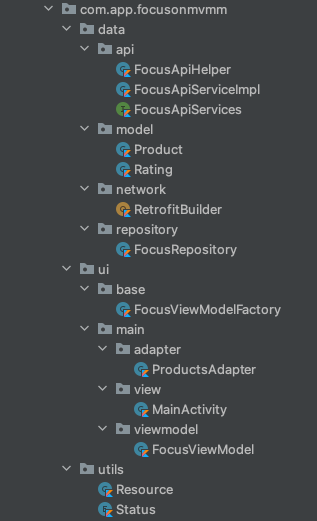 com.app.focusonmvmm
data
api
FocusApiHelper
FocusApiServiceImpl
FocusApiServices
model
Product
Rating
network
RetrofitBuilder
repository
FocusRepository
ui
base
FocusViewModelFactory
main
adapter
ProductsAdapter
view
MainActivity
viewmodel
FocusViewModel
utils
Resource
Status